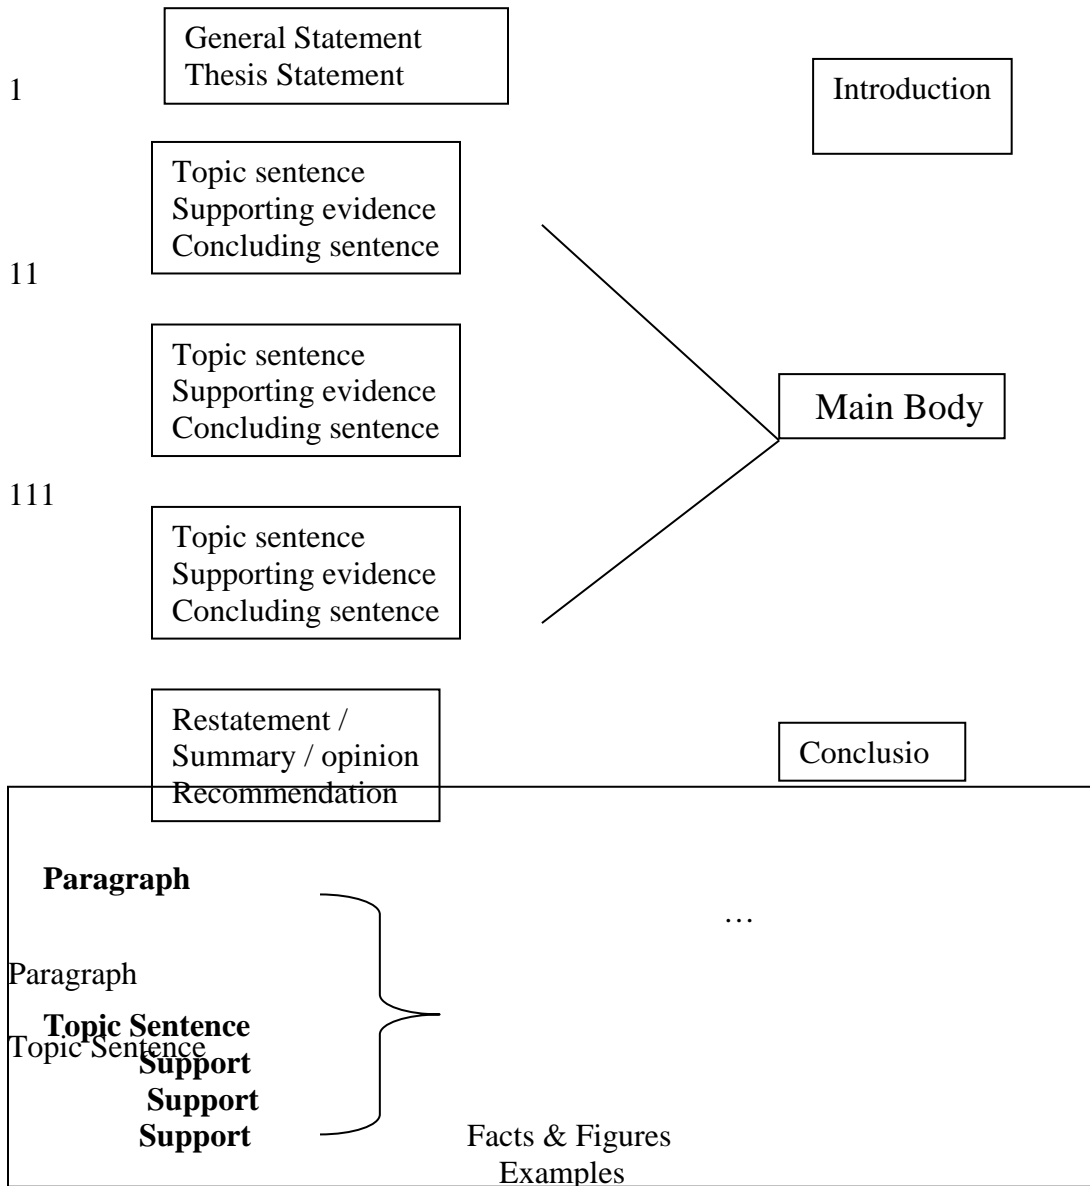 General Statement
Thesis Statement
1
Introduction
Topic sentence
Supporting evidence
Concluding sentence
11
Topic sentence
Supporting evidence
Concluding sentence
Main Body
111
Topic sentence
Supporting evidence
Concluding sentence
Restatement /
Summary / opinion
Recommendation
Conclusio
Paragraph
…
Paragraph
Topic Sentence
Topic Sentence
Support
Support
Support
Facts & Figures
Examples